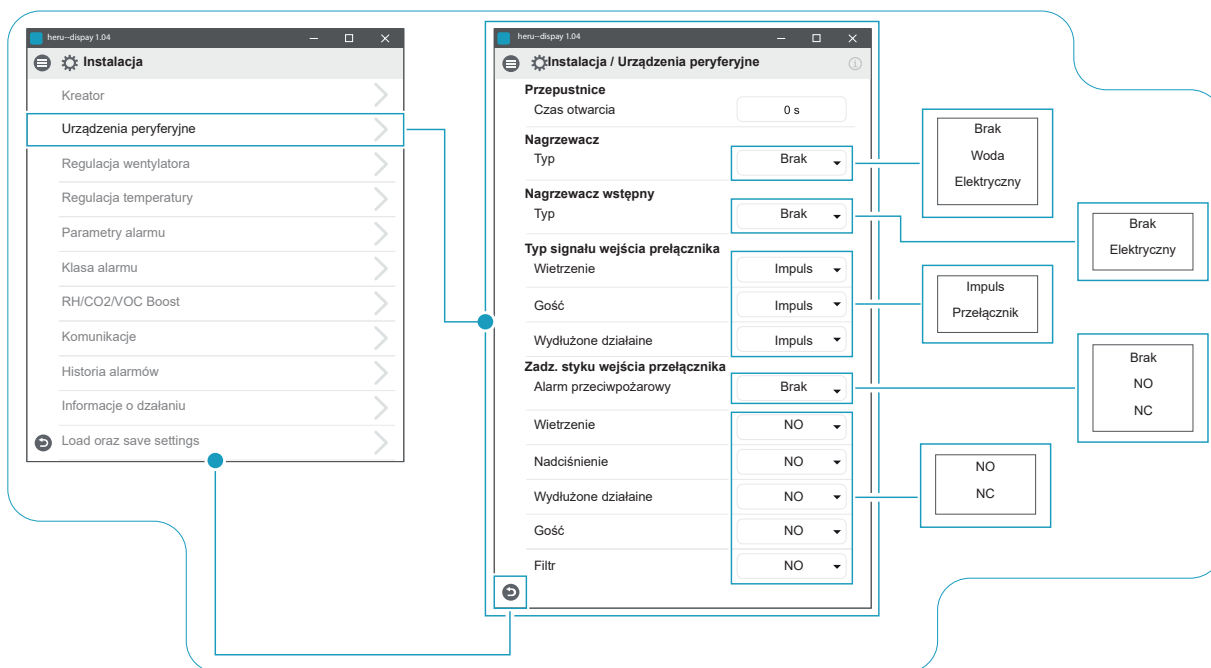 heru–dispay 1.04
Instalacja
Kreator
Urządzenia peryferyjne
Regulacja wentylatora
Regulacja temperatury
Parametry alarmu
Klasa alarmu
RH/CO2/VOC Boost
Komunikacje
Historia alarmów
Informacje o dzałaniu
Load oraz save settings
heru–dispay 1.04
Instalacja / Urządzenia peryferyjne
Przepustnice
Czas otwarcia 0 s
Nagrzewacz
Typ Brak
Nagrzewacz wstępny
Typ Brak
Typ signału wejścia prełącznika
Wietrzenie Impuls
Gość Impuls
Wydłużone działaine Impuls
Zadz. styku wejścia przełącznika
Alarm przeciwpożarowy Brak
Wietrzenie NO
Nadciśnienie NO
Wydłużone działaine NO
Gość NO
Filtr NO
Brak
Woda
Elektryczny
Brak
Elektryczny
Impuls
Przełącznik
Brak
NO
NC
NO
NC